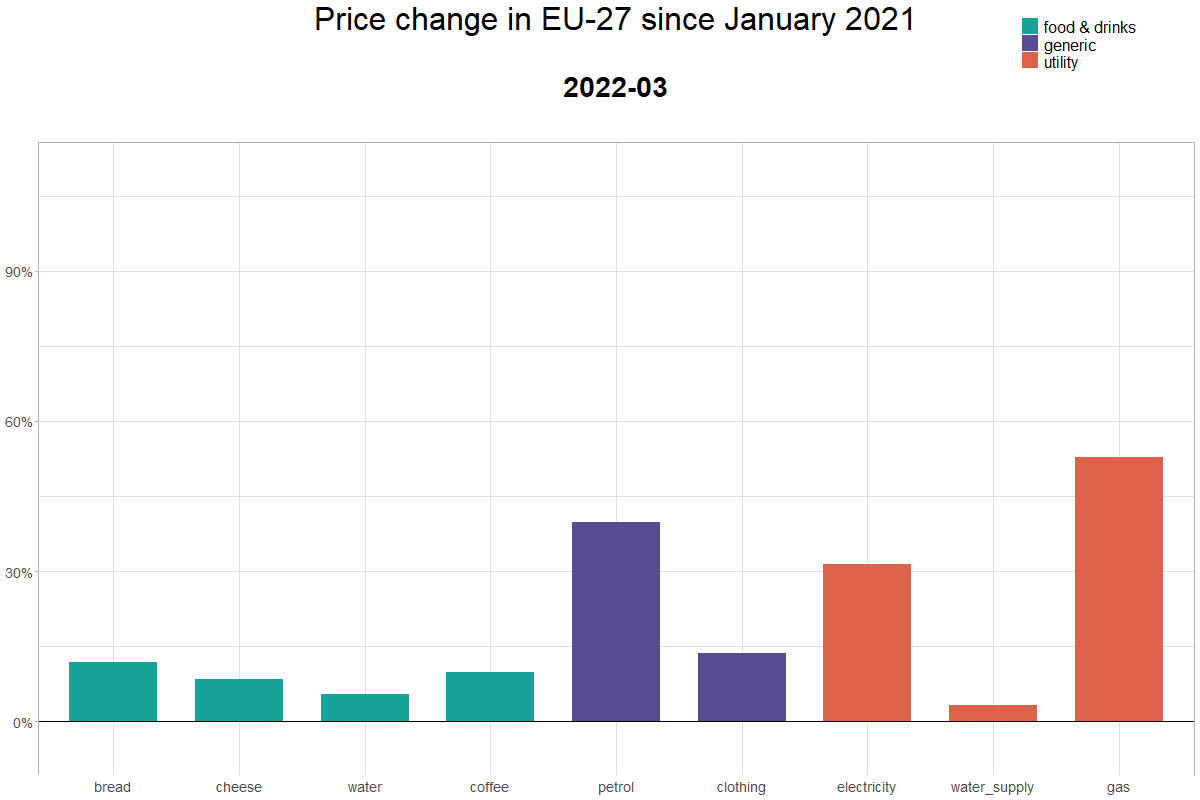 Price change in EU-27 since January 2021
food & drinks
generic
utility
2022-03
90%
60%
30%
0%
bread cheese water coffee petrol clothing electricity water_supply gas